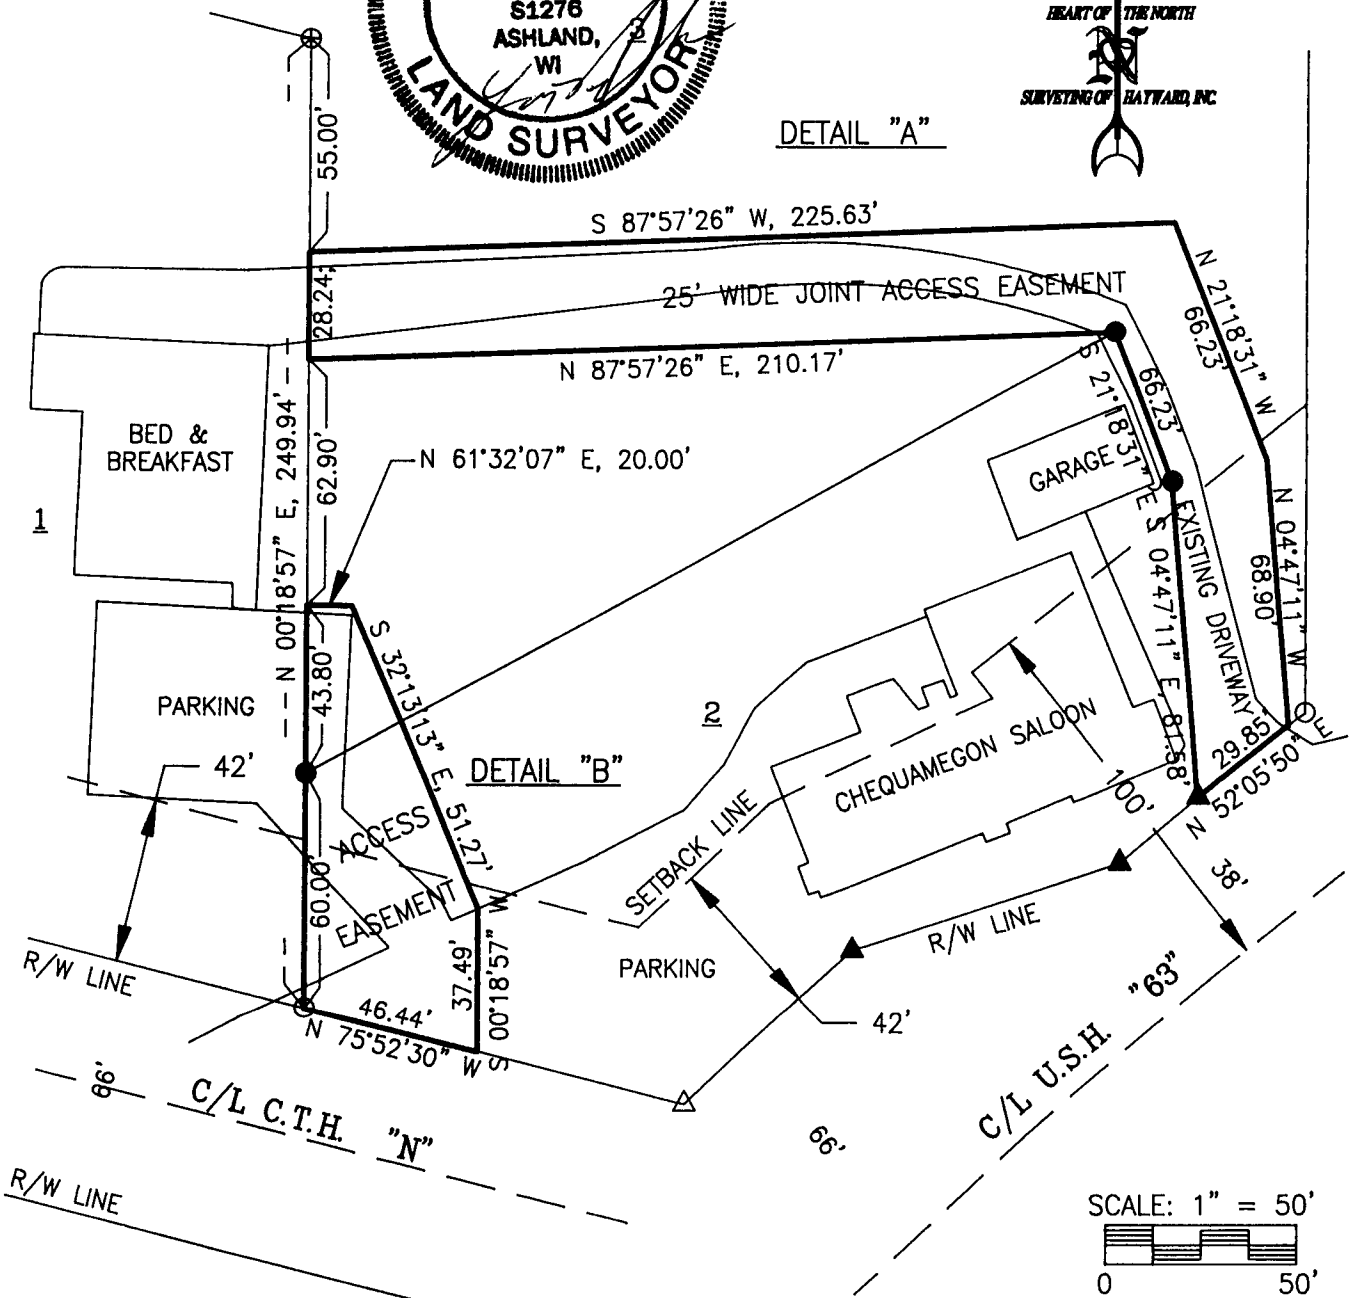 S1276
ASHLAND,
WI
LAND SURVEYOR
3
HEART OF THE NORTH
SURVEYING OF HAYWARD, INC.
DETAIL "A"
55.00'
S 87°57'26" W, 225.63'
28.24'
25' WIDE JOINT ACCESS EASEMENT
N 21°18'31" W
66.23'
N 87°57'26" E, 210.17'
S 21°18'31" E
66.23'
BED &
BREAKFAST
N 00°18'57" E, 249.94'
62.90'
N 61°32'07" E, 20.00'
GARAGE
1
EXISTING DRIVEWAY
N 04°47'11" W
68.90'
S 04°47'11" E, 87.58'
PARKING
43.80'
S 32°13'13" E, 51.27'
2
42'
DETAIL "B"
CHEQUAMEGON SALOON
100'
29.85'
N 52°05'50" E
SETBACK LINE
ACCESS
EASEMENT
60.00'
38'
R/W LINE
R/W LINE
PARKING
37.49'
S 00°18'57" W
46.44'
N 75°52'30" W
42'
"63"
C/L U.S.H.
66'
C/L C.T.H. "N"
66'
R/W LINE
SCALE: 1" = 50'
0 50'